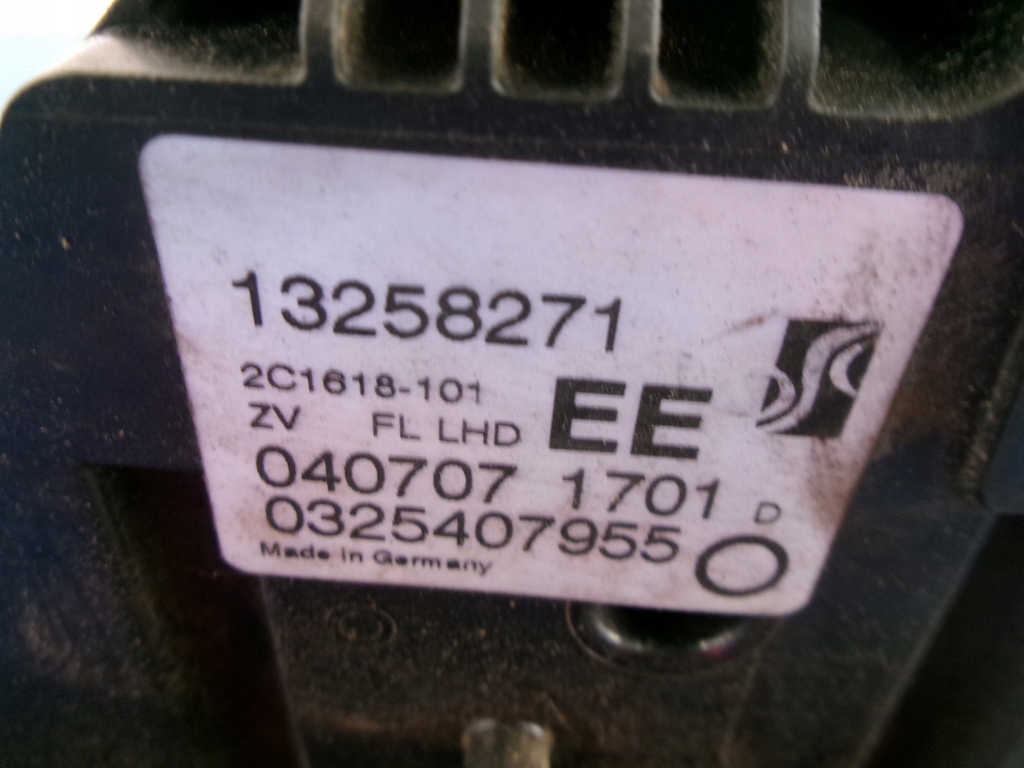 13258271
2C1618-101
EE
ZV FL LHD
040707 1701 D
0325407955
Made in Germany